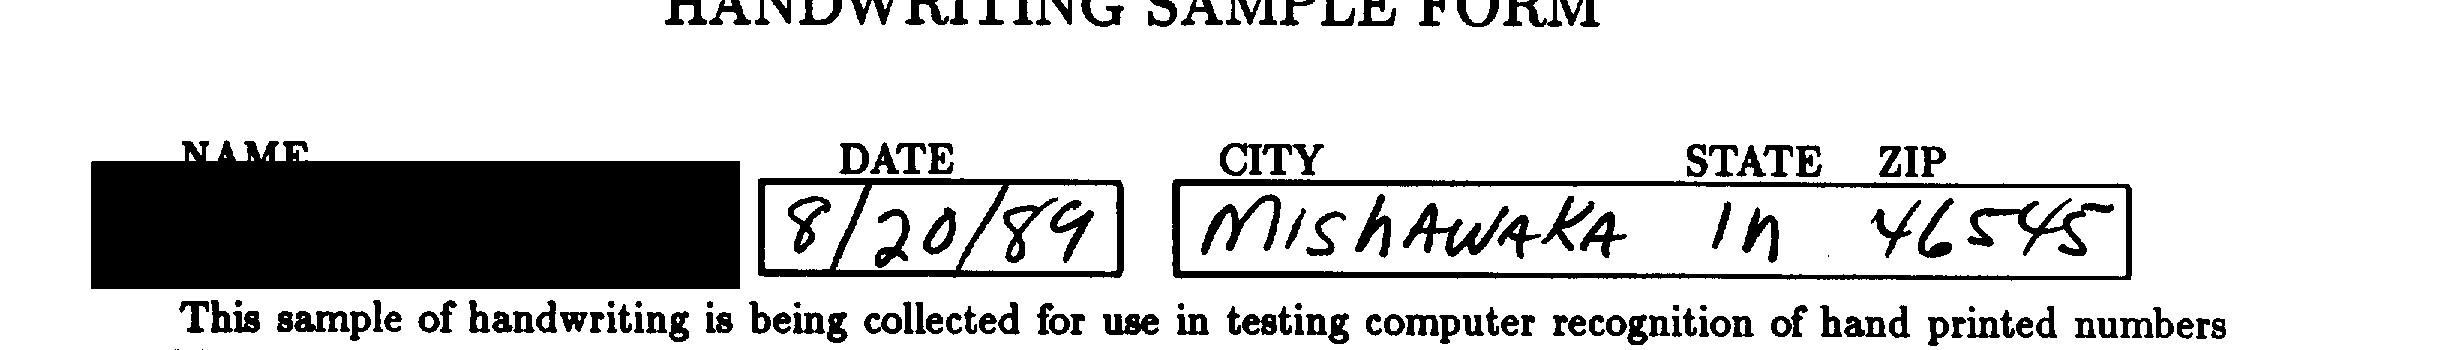 HANDWRITING SAMPLE FORM
NAME DATE CITY STATE ZIP
8/20/89 MIShAWAKA In 46545
This sample of handwriting is being collected for use in testing computer recognition of hand printed numbers